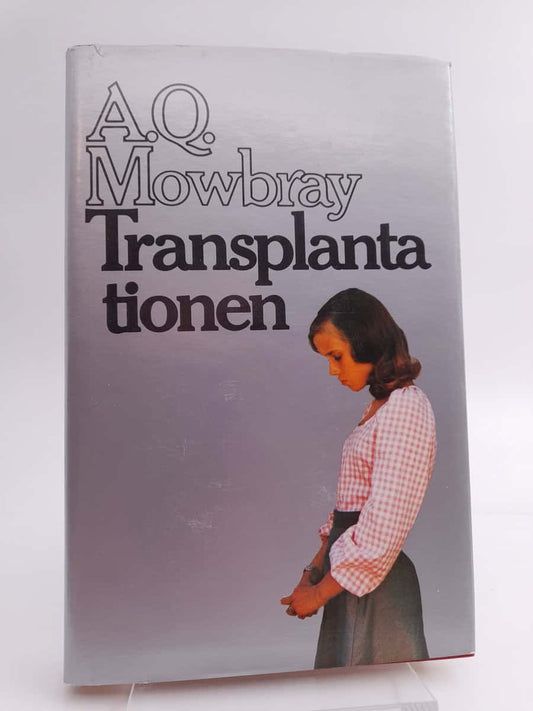 A.Q.
Mowbray
Transplanta
tionen